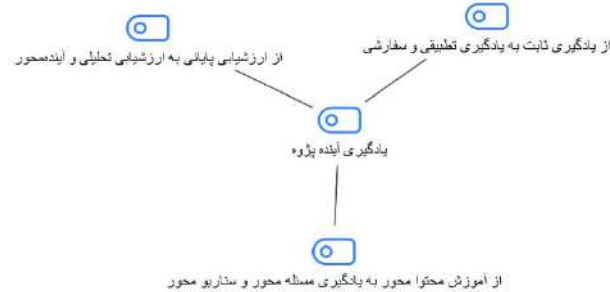 از یادگیری ثابت به یادگیری تطبیقی و سفارشی
از ارزشیابی پایانی به ارزشیابی تحلیلی و آینده‌محور
یادگیری آینده پژوه
از آموزش محتوا محور به یادگیری مسئله محور و سناریو محور